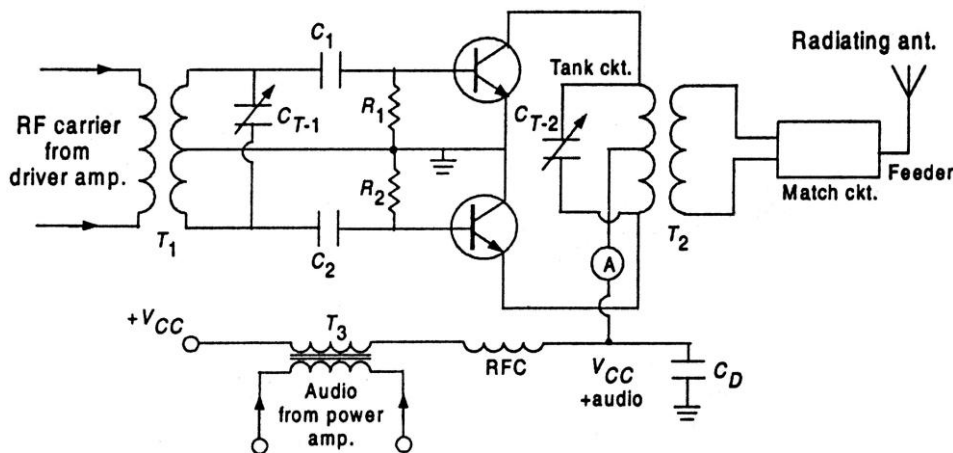 C1
Radiating ant.
Tank ckt.
RF carrier
from
driver amp.
CT-1
R1
CT-2
R2
Feeder
Match ckt.
T1
C2
T2
A
+VCC
T3
RFC
VCC
+audio
CD
Audio
from power
amp.